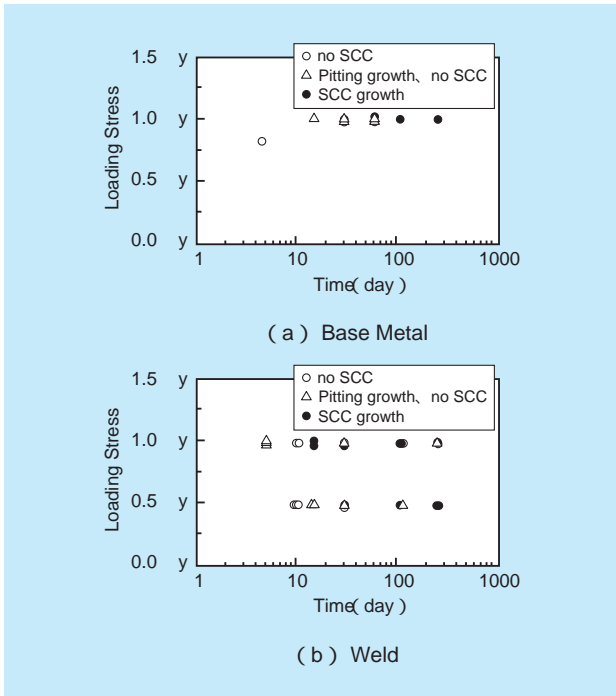 1.5 y
no SCC
Pitting growth、no SCC
SCC growth
1.0 y
0.5 y
0.0 y
Loading Stress
1 10 100 1000
Time( day )
( a ) Base Metal
1.5 y
no SCC
Pitting growth、no SCC
SCC growth
1.0 y
0.5 y
0.0 y
Loading Stress
1 10 100 1000
Time( day )
( b ) Weld